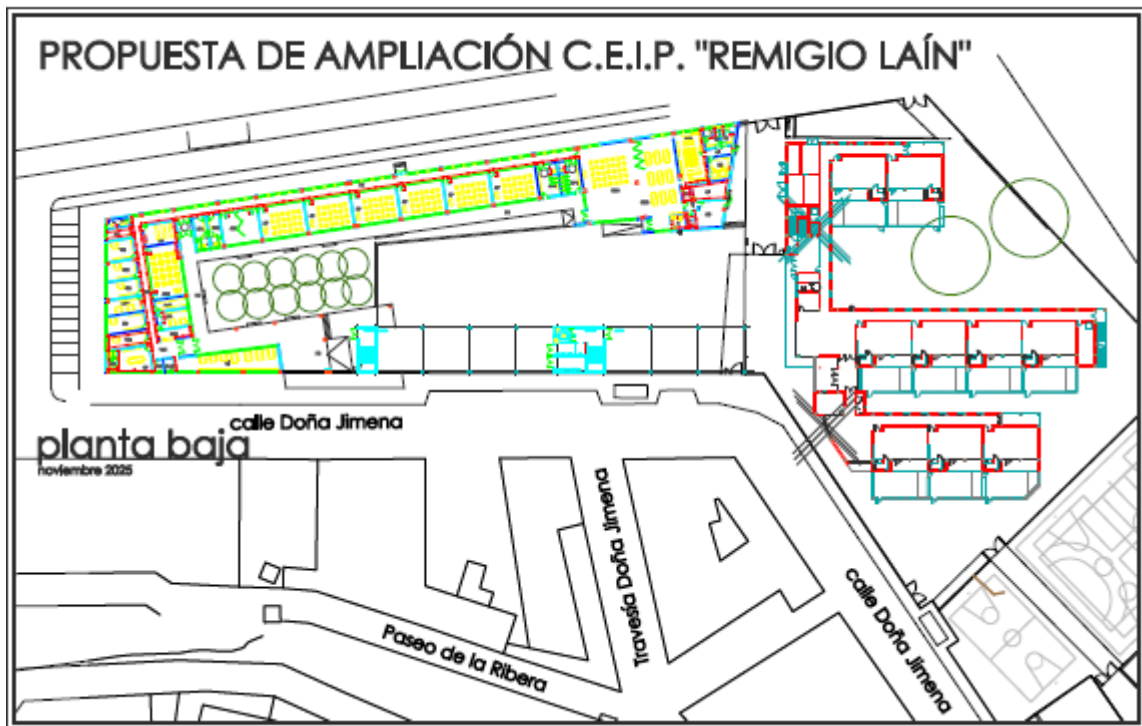 PROPUESTA DE AMPLIACIÓN C.E.I.P. "REMIGIO LAÍN"
calle Doña Jimena
planta baja
noviembre 2025
Travesía Doña Jimena
calle Doña Jimena
Paseo de la Ribera